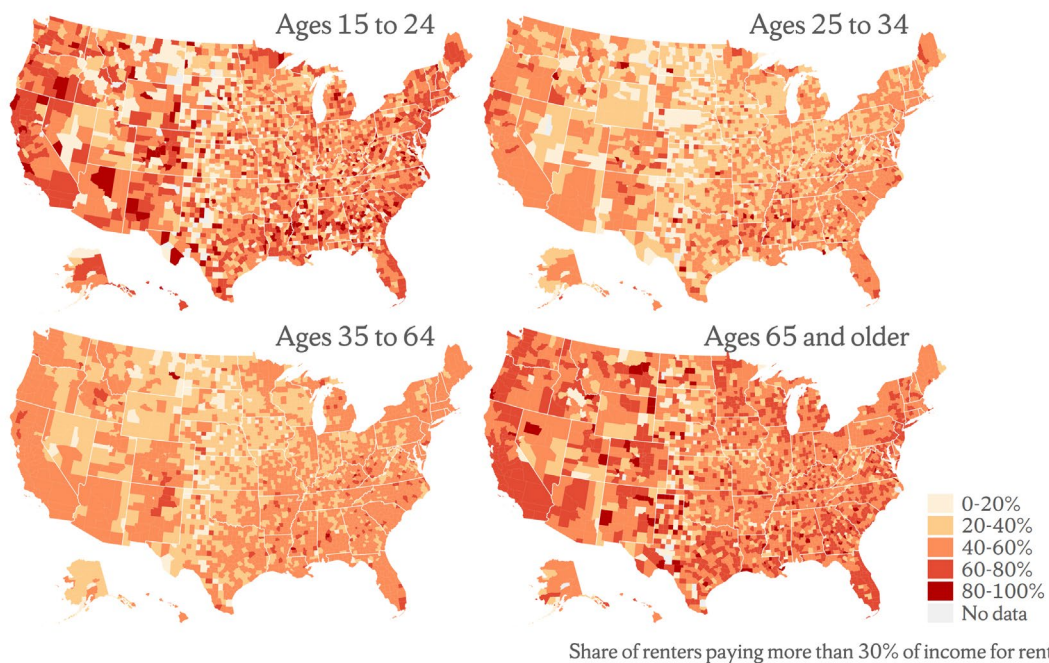 Ages 15 to 24
Ages 25 to 34
Ages 35 to 64
Ages 65 and older
0-20%
20-40%
40-60%
60-80%
80-100%
No data
Share of renters paying more than 30% of income for rent